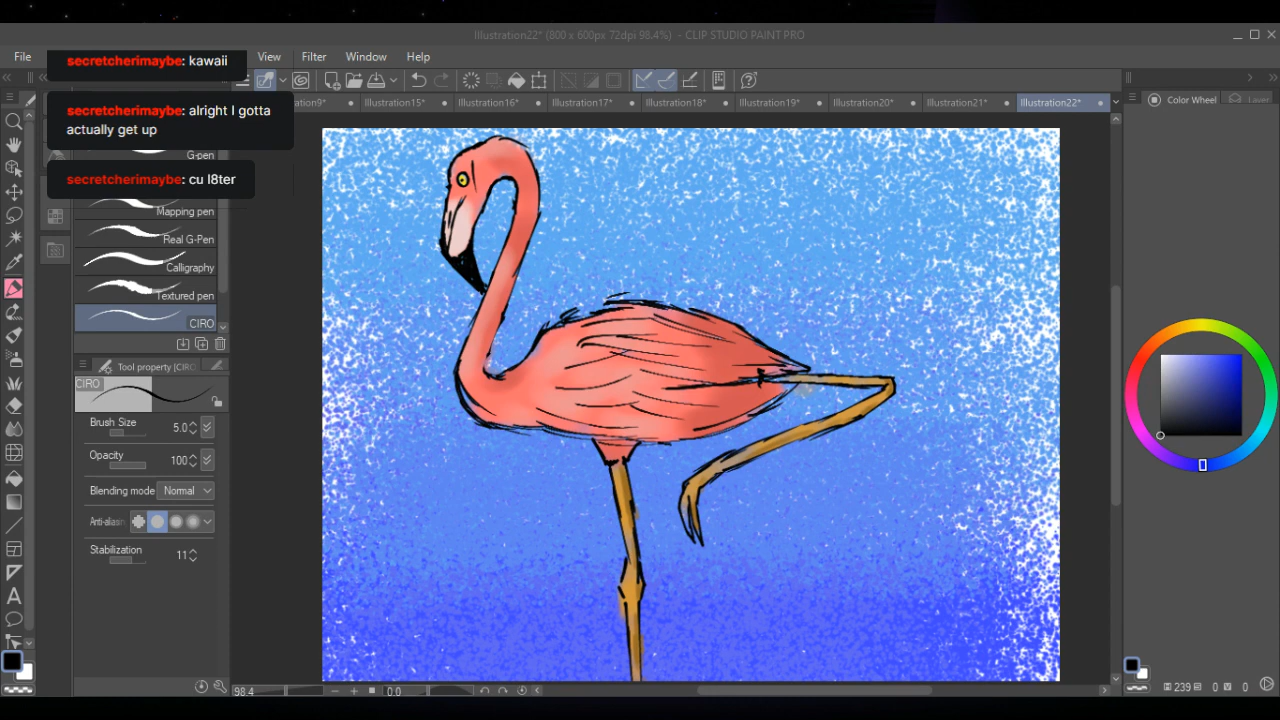 Illustration22* (800 x 600px 72dpi 98.4%) - CLIP STUDIO PAINT PRO
File
View
Filter
Window
Help
secretcherimaybe: kawaii
Illustration15*
Illustration16*
Illustration17*
Illustration18*
Illustration19*
Illustration20*
Illustration21*
Illustration22*
Color Wheel
Layer
secretcherimaybe: alright I gotta
actually get up
G-pen
secretcherimaybe: cu l8ter
Mapping pen
Real G-Pen
Calligraphy
Textured pen
CIRO
Tool property [CIRO
CIRO
Brush Size
5.0
Opacity
100
Blending mode
Normal
Anti-aliasin
Stabilization
11
A
98.4
0.0
239
0
0